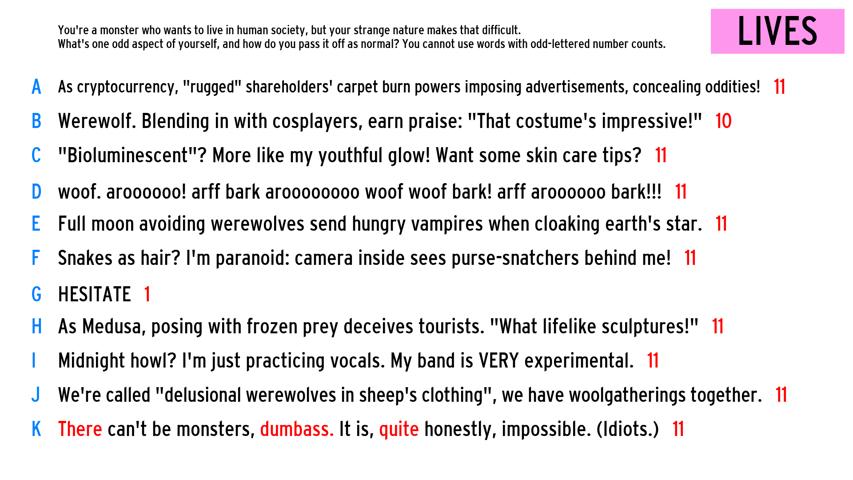 You're a monster who wants to live in human society, but your strange nature makes that difficult.
What's one odd aspect of yourself, and how do you pass it off as normal? You cannot use words with odd-lettered number counts.
LIVES
A As cryptocurrency, "rugged" shareholders' carpet burn powers imposing advertisements, concealing oddities! 11
B Werewolf. Blending in with cosplayers, earn praise: "That costume's impressive!" 10
C "Bioluminescent"? More like my youthful glow! Want some skin care tips? 11
D woof. aroooooo! arff bark aroooooooo woof woof bark! arff aroooooo bark!!! 11
E Full moon avoiding werewolves send hungry vampires when cloaking earth's star. 11
F Snakes as hair? I'm paranoid: camera inside sees purse-snatchers behind me! 11
G HESITATE 1
H As Medusa, posing with frozen prey deceives tourists. "What lifelike sculptures!" 11
I Midnight howl? I'm just practicing vocals. My band is VERY experimental. 11
J We're called "delusional werewolves in sheep's clothing", we have woolgatherings together. 11
K There can't be monsters, dumbass. It is, quite honestly, impossible. (Idiots.) 11